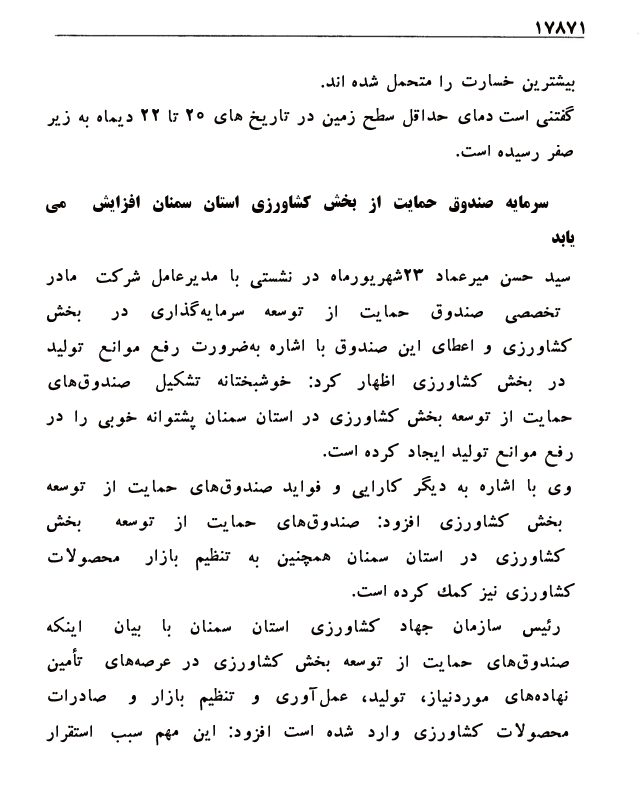 ۱۷۸۷۱
بیشترین خسارت را متحمل شده اند.
گفتنی است دمای حداقل سطح زمین در تاریخ های ۲۰ تا ۲۲ دیماه به زیر
صفر رسیده است.
سرمایه صندوق حمایت از بخش کشاورزی استان سمنان افزایش می
یابد
سید حسن میرعماد ۲۳شهریورماه در نشستی با مدیرعامل شرکت مادر
تخصصی صندوق حمایت از توسعه سرمایه‌گذاری در بخش
کشاورزی و اعطای این صندوق با اشاره به‌ضرورت رفع موانع تولید
در بخش کشاورزی اظهار کرد: خوشبختانه تشکیل صندوق‌های
حمایت از توسعه بخش کشاورزی در استان سمنان پشتوانه خوبی را در
رفع موانع تولید ایجاد کرده است.
وی با اشاره به دیگر کارایی و فواید صندوق‌های حمایت از توسعه
بخش کشاورزی افزود: صندوق‌های حمایت از توسعه بخش
کشاورزی در استان سمنان همچنین به تنظیم بازار محصولات
کشاورزی نیز کمك کرده است.
رئیس سازمان جهاد کشاورزی استان سمنان با بیان اینکه
صندوق‌های حمایت از توسعه بخش کشاورزی در عرصه‌های تأمین
نهاده‌های موردنیاز، تولید، عمل‌آوری و تنظیم بازار و صادرات
محصولات کشاورزی وارد شده است افزود: این مهم سبب استقرار